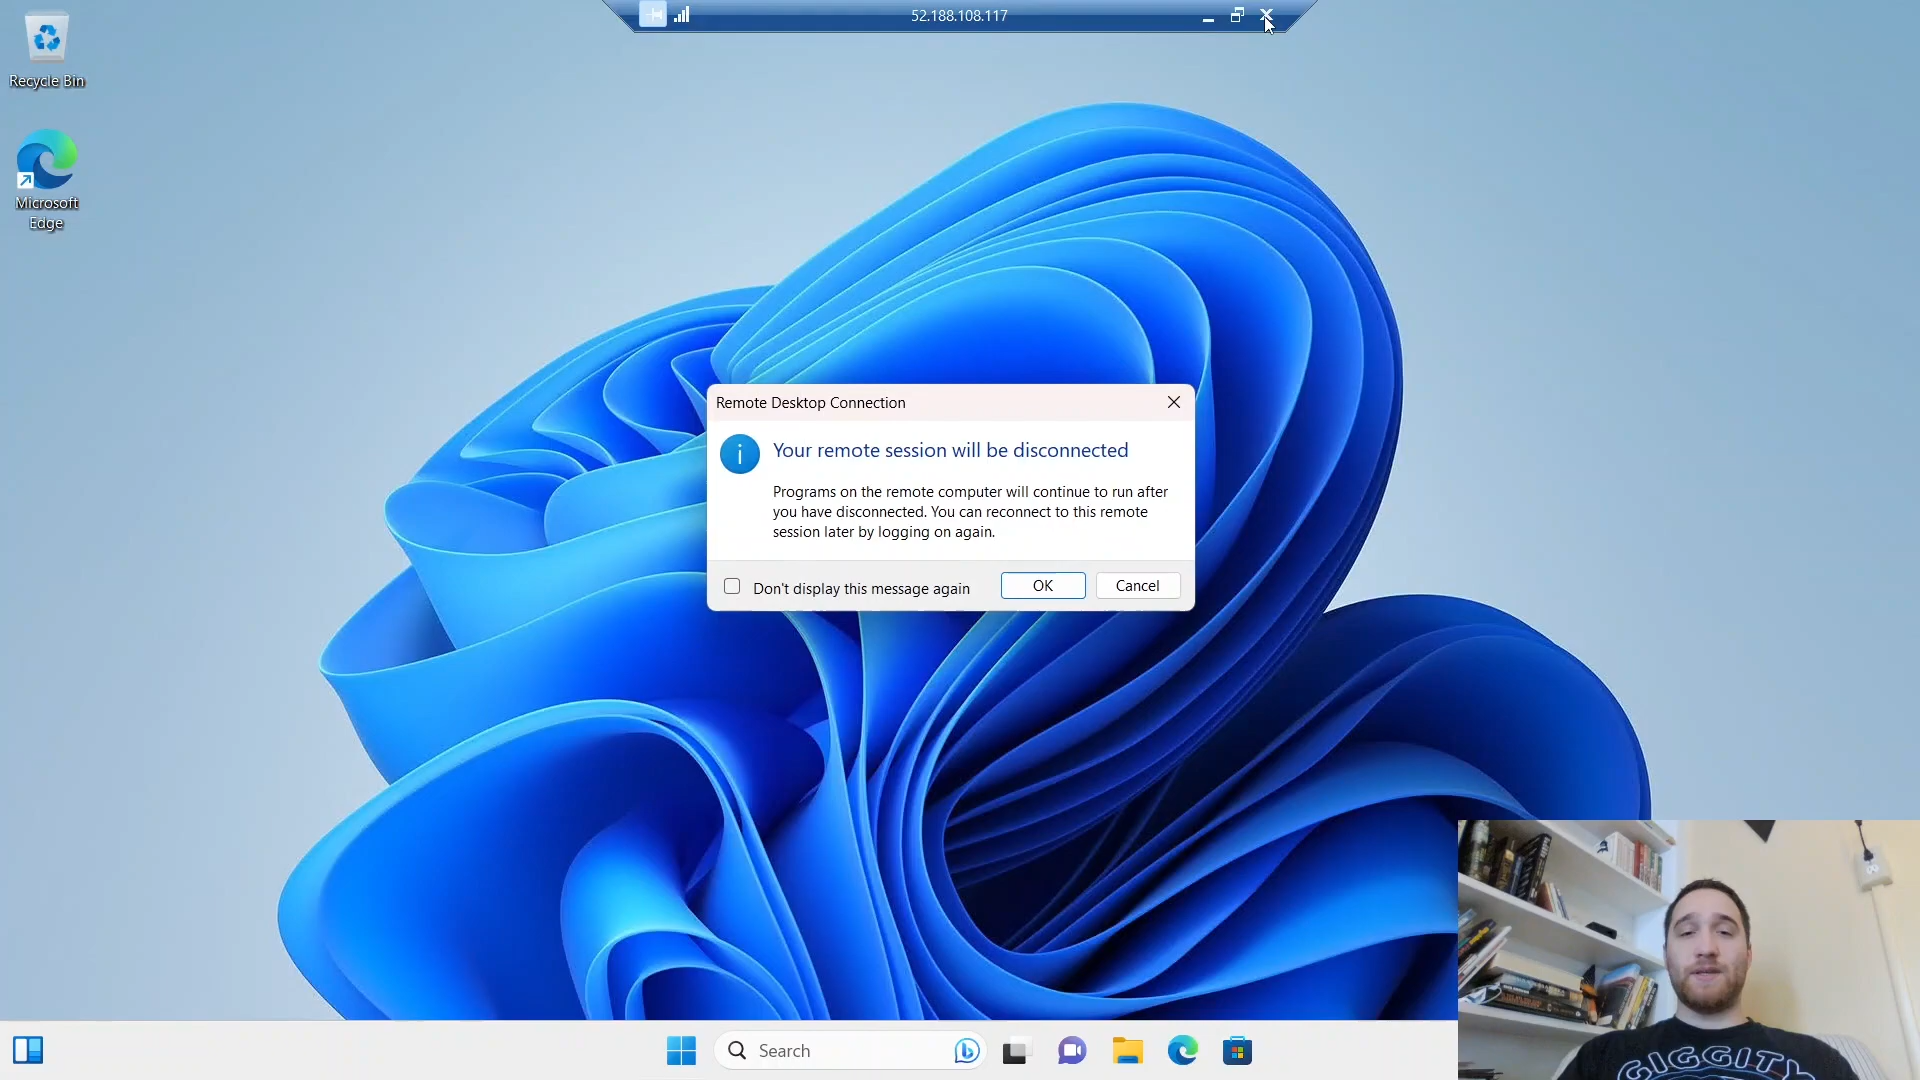 52.188.108.117
Recycle Bin
Microsoft
Edge
Remote Desktop Connection
Your remote session will be disconnected
Programs on the remote computer will continue to run after
you have disconnected. You can reconnect to this remote
session later by logging on again.
Don't display this message again
OK
Cancel
Search
GIGGITY